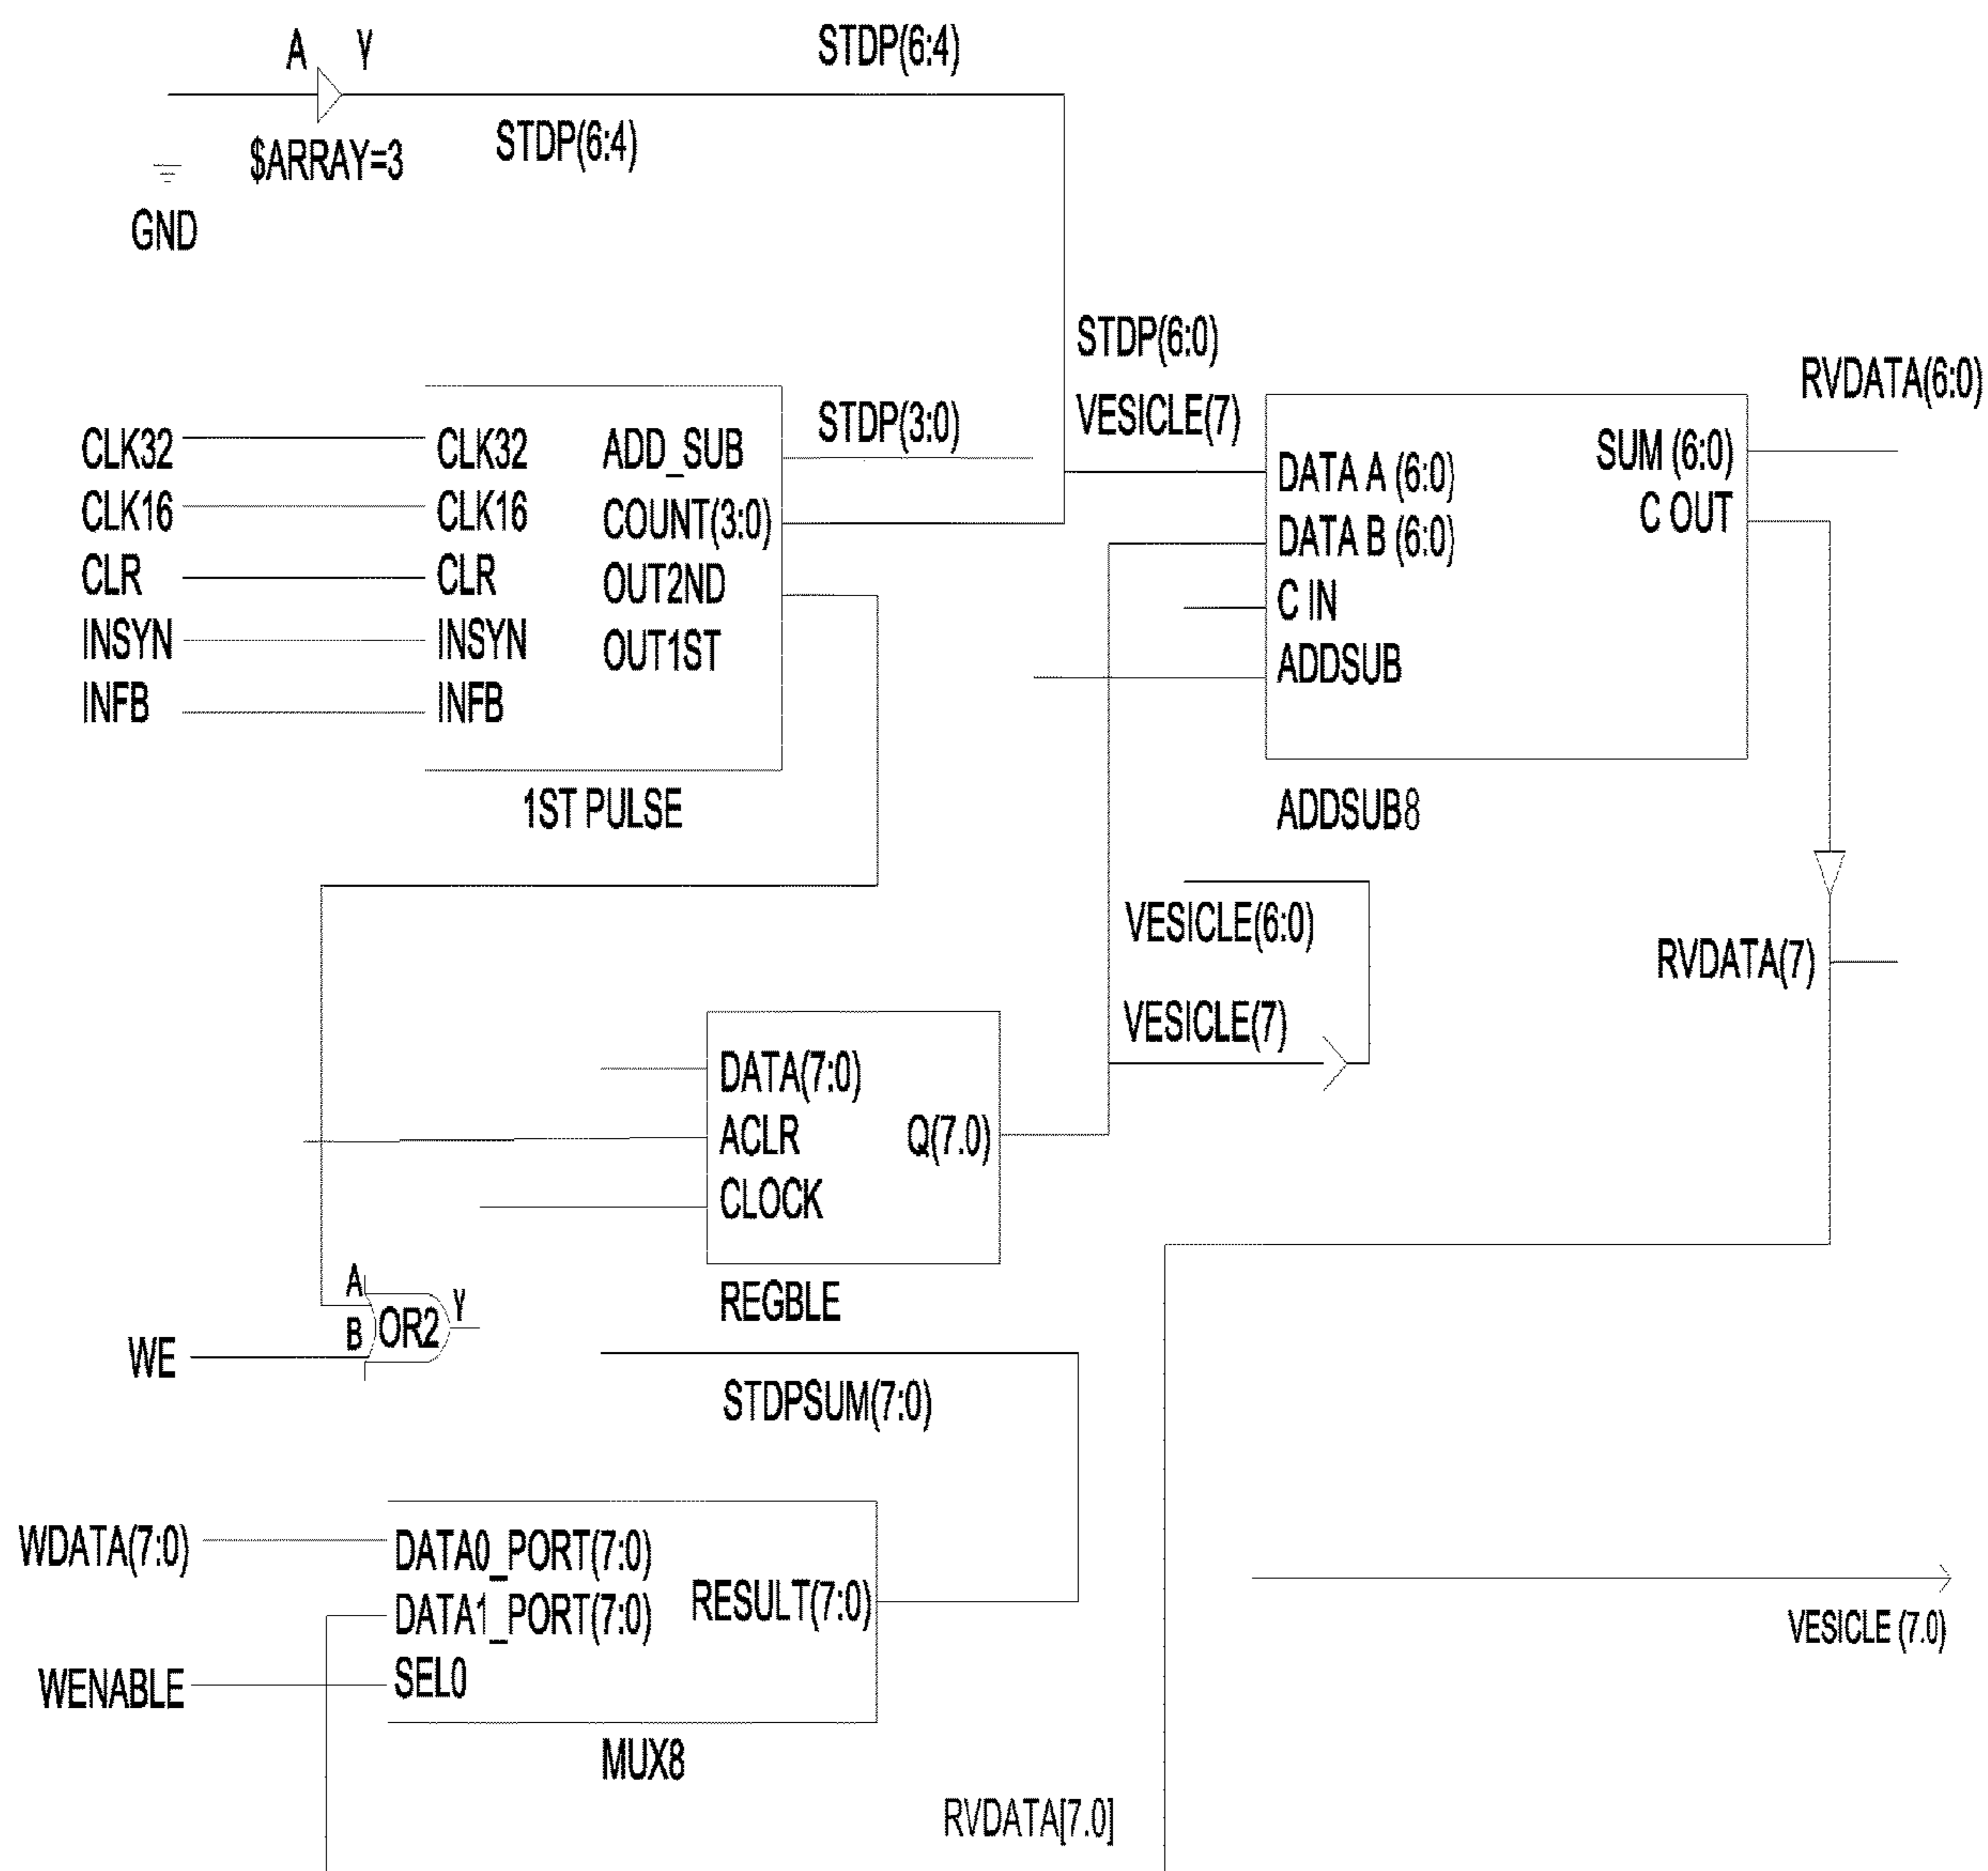 A Y
STDP(6:4)
$ARRAY=3
STDP(6:4)
GND
STDP(6:0)
VESICLE(7)
RVDATA(6:0)
CLK32
CLK16
CLR
INSYN
INFB
CLK32
CLK16
CLR
INSYN
INFB
ADD_SUB
COUNT(3:0)
OUT2ND
OUT1ST
1ST PULSE
STDP(3:0)
DATA A (6:0)
DATA B (6:0)
C IN
ADDSUB
SUM (6:0)
C OUT
ADDSUB8
VESICLE(6:0)
VESICLE(7)
RVDATA(7)
DATA(7:0)
ACLR
CLOCK
Q(7.0)
REGBLE
A
B
OR2
Y
WE
STDPSUM(7:0)
WDATA(7:0)
WENABLE
DATA0_PORT(7:0)
DATA1_PORT(7:0)
SEL0
RESULT(7:0)
MUX8
VESICLE (7.0)
RVDATA[7.0]